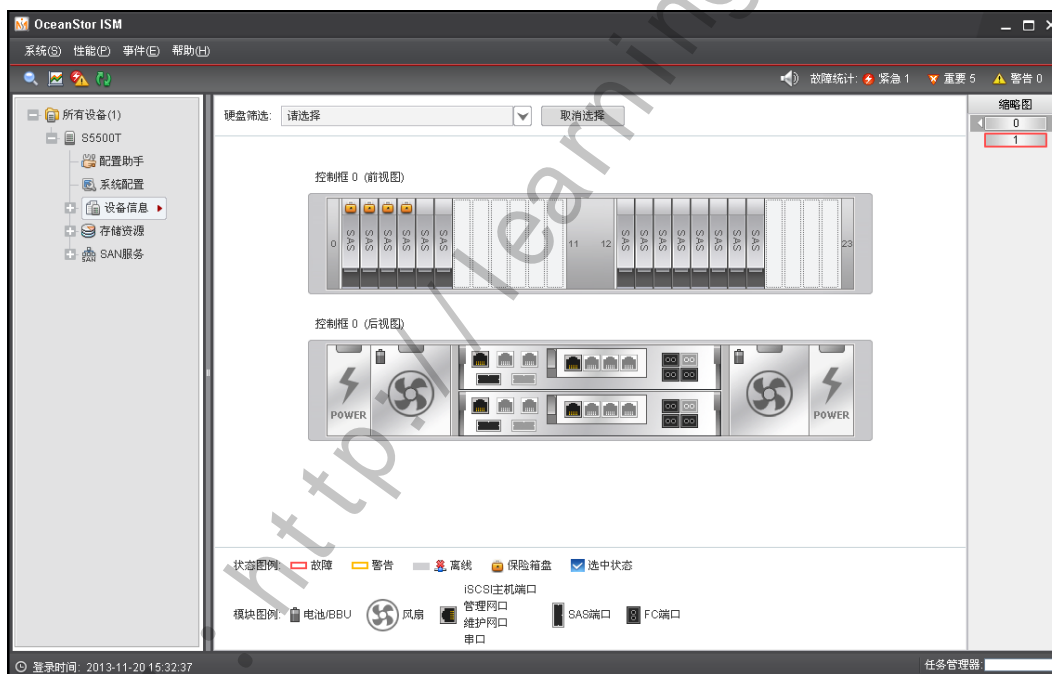 OceanStor ISM
系统(S) 性能(P) 事件(E) 帮助(H)
故障统计: 紧急 1 重要 5 警告 0
所有设备(1)
S5500T
配置助手
系统配置
设备信息
存储资源
SAN服务
SAN
硬盘筛选: 请选择 取消选择
缩略图
0
1
控制框 0 (前视图)
0 SAS SAS SAS SAS SAS SAS 11 12 SAS SAS SAS SAS SAS SAS SAS SAS 23
控制框 0 (后视图)
POWER POWER
状态图例: 故障 警告 离线 保险箱盘 选中状态
模块图例: 电池/BBU 风扇 iSCSI主机端口
管理网口
维护网口
串口
SAS端口 FC端口
登录时间: 2013-11-20 15:32:37 任务管理器:
http://learning